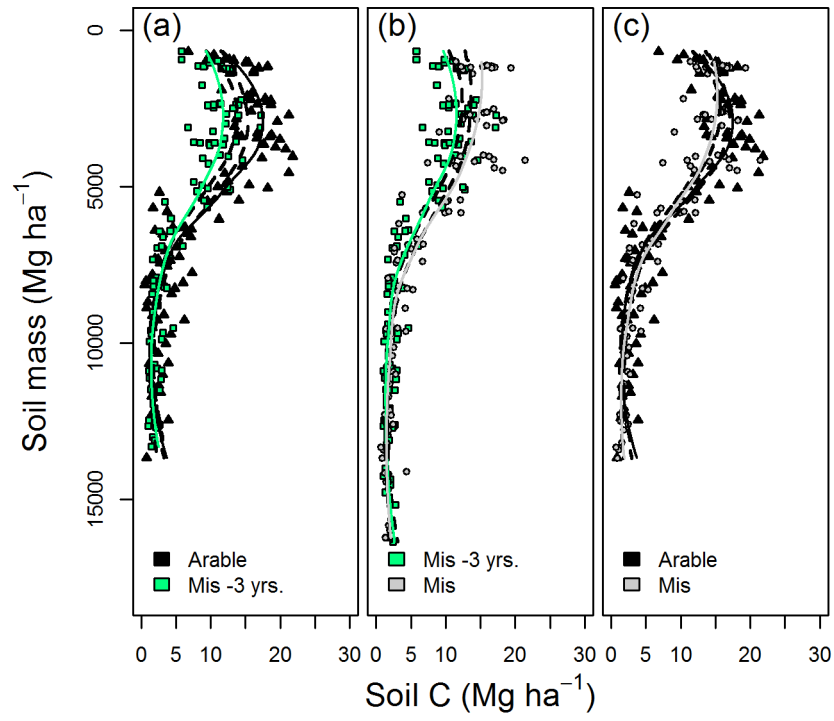 (a) (b) (c)
0
5000
10000
15000
Soil mass (Mg ha⁻¹)
Arable
Mis -3 yrs.
Mis -3 yrs.
Mis
Arable
Mis
0 5 10 20 30 0 5 10 20 30 0 5 10 20 30
Soil C (Mg ha⁻¹)